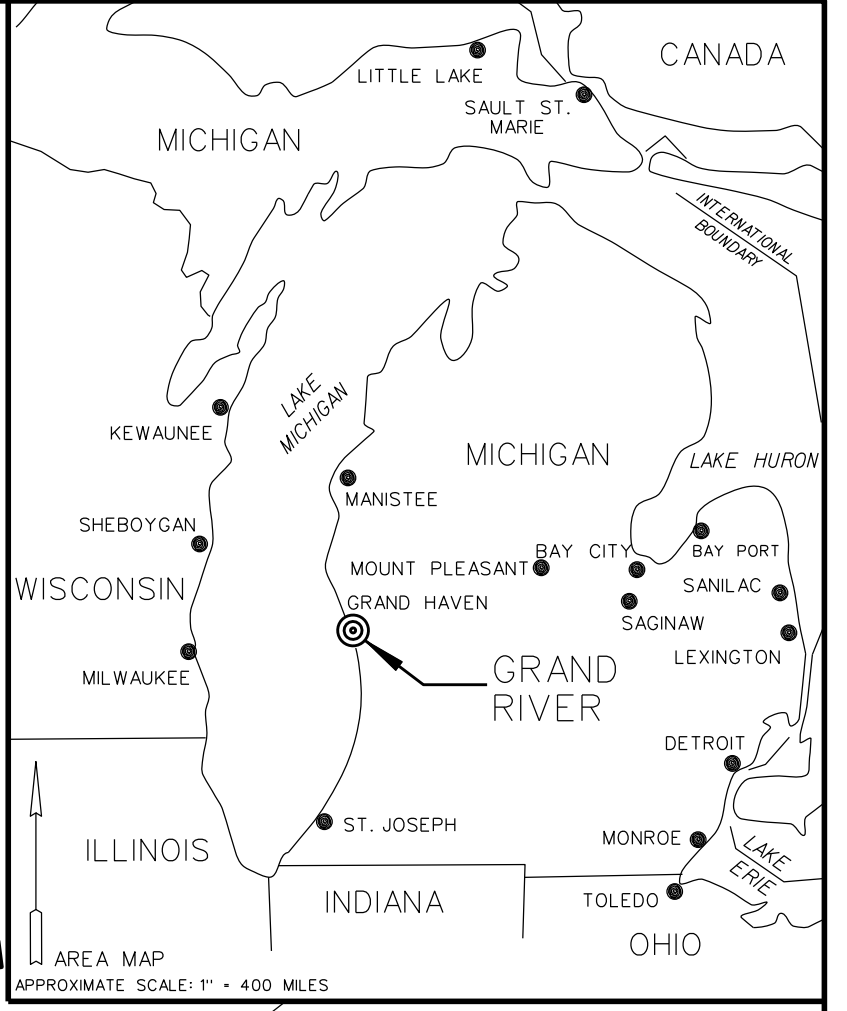 CANADA
LITTLE LAKE
SAULT ST.
MARIE
MICHIGAN
INTERNATIONAL
BOUNDARY
LAKE
MICHIGAN
KEWAUNEE
MICHIGAN
LAKE HURON
MANISTEE
SHEBOYGAN
BAY CITY
BAY PORT
MOUNT PLEASANT
WISCONSIN
SANILAC
GRAND HAVEN
SAGINAW
LEXINGTON
MILWAUKEE
GRAND
RIVER
DETROIT
ST. JOSEPH
MONROE
ILLINOIS
LAKE
ERIE
INDIANA
TOLEDO
OHIO
AREA MAP
APPROXIMATE SCALE: 1" = 400 MILES